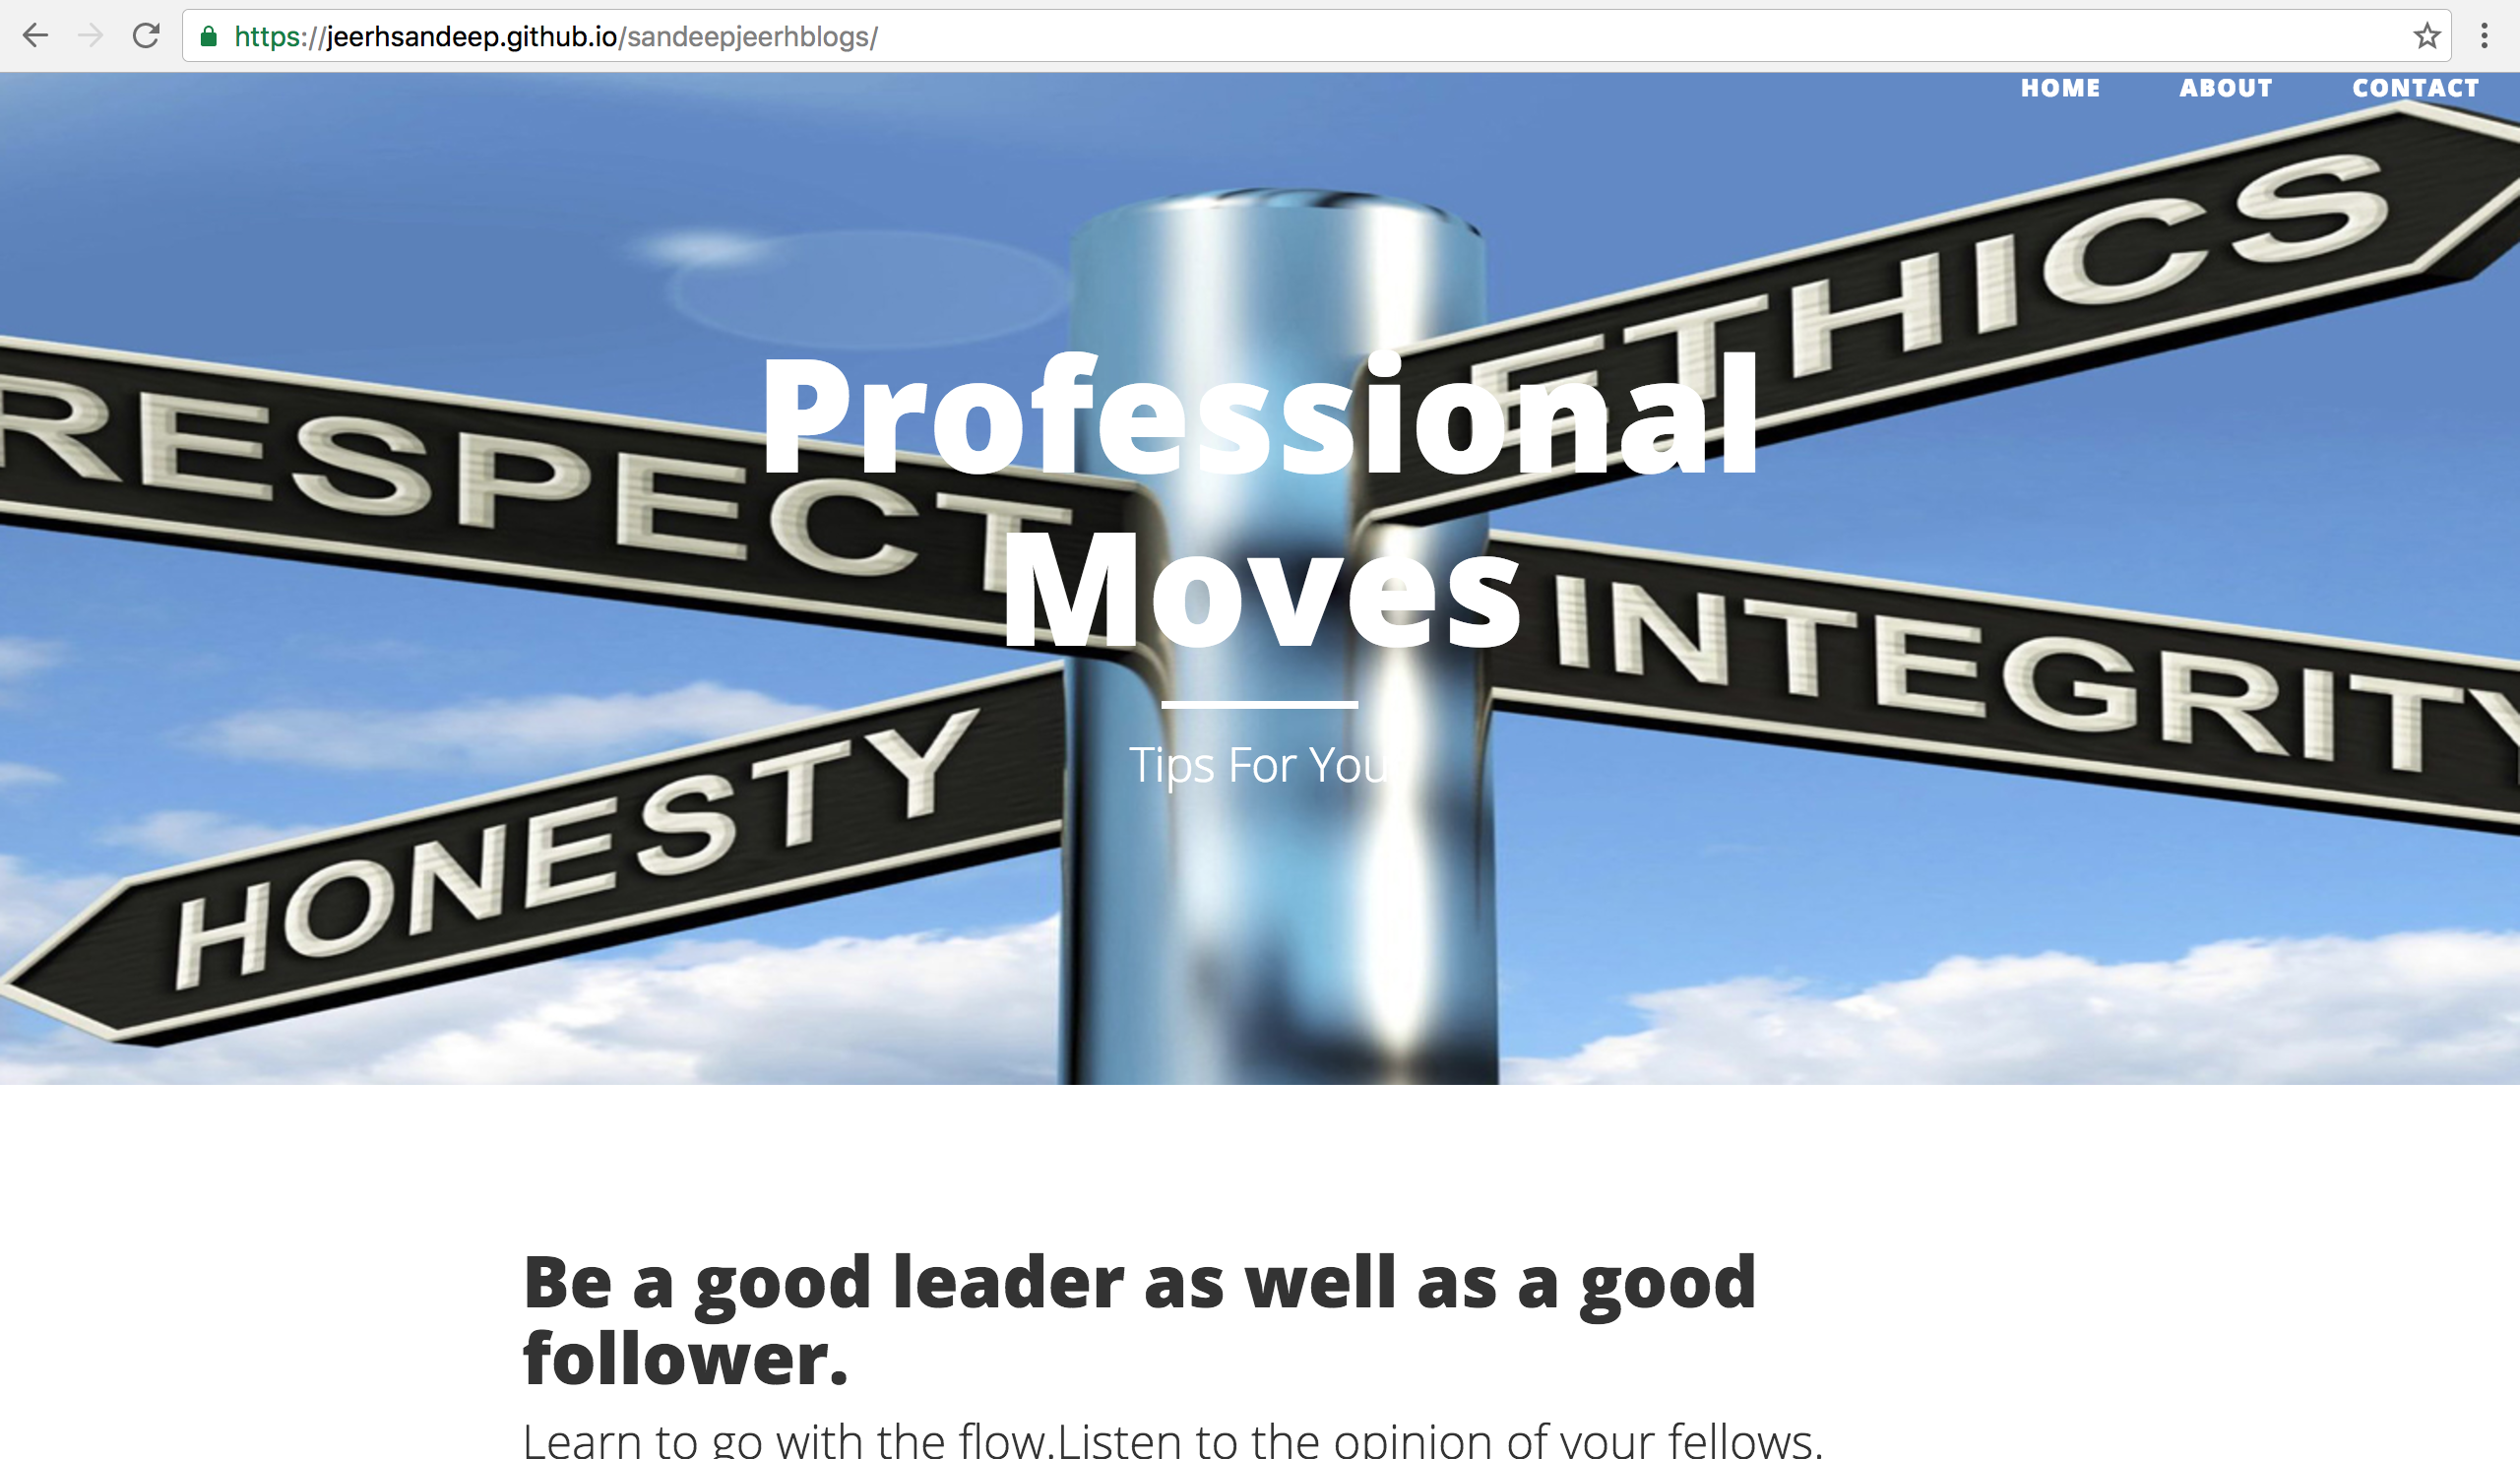 https://jeerhsandeep.github.io/sandeepjeerhblogs/
HOME ABOUT CONTACT
ETHICS
RESPECT
Professional
Moves
INTEGRITY
HONESTY
Tips For You
Be a good leader as well as a good
follower.
Learn to go with the flow.Listen to the opinion of your fellows.